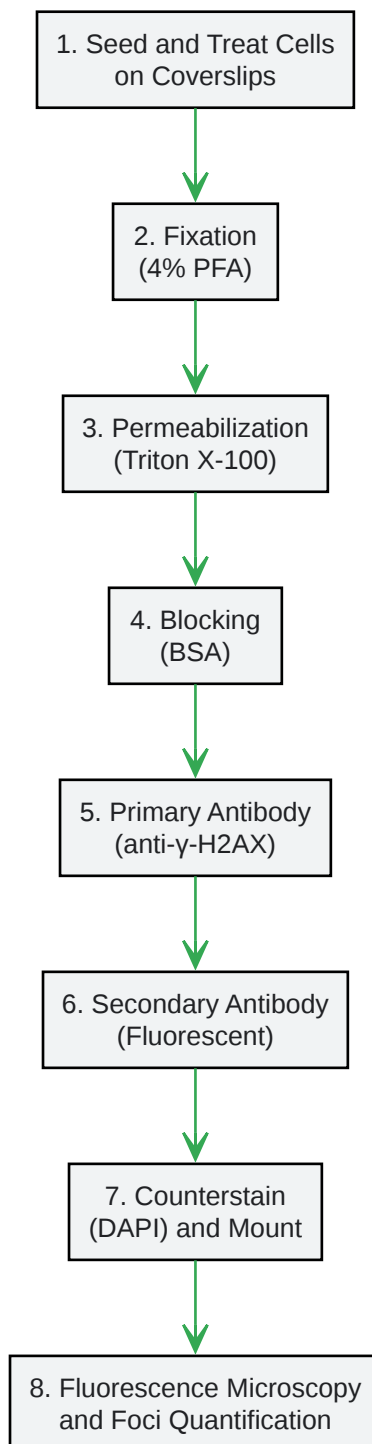 1. Seed and Treat Cells
on Coverslips
2. Fixation
(4% PFA)
3. Permeabilization
(Triton X-100)
4. Blocking
(BSA)
5. Primary Antibody
(anti-γ-H2AX)
6. Secondary Antibody
(Fluorescent)
7. Counterstain
(DAPI) and Mount
8. Fluorescence Microscopy
and Foci Quantification